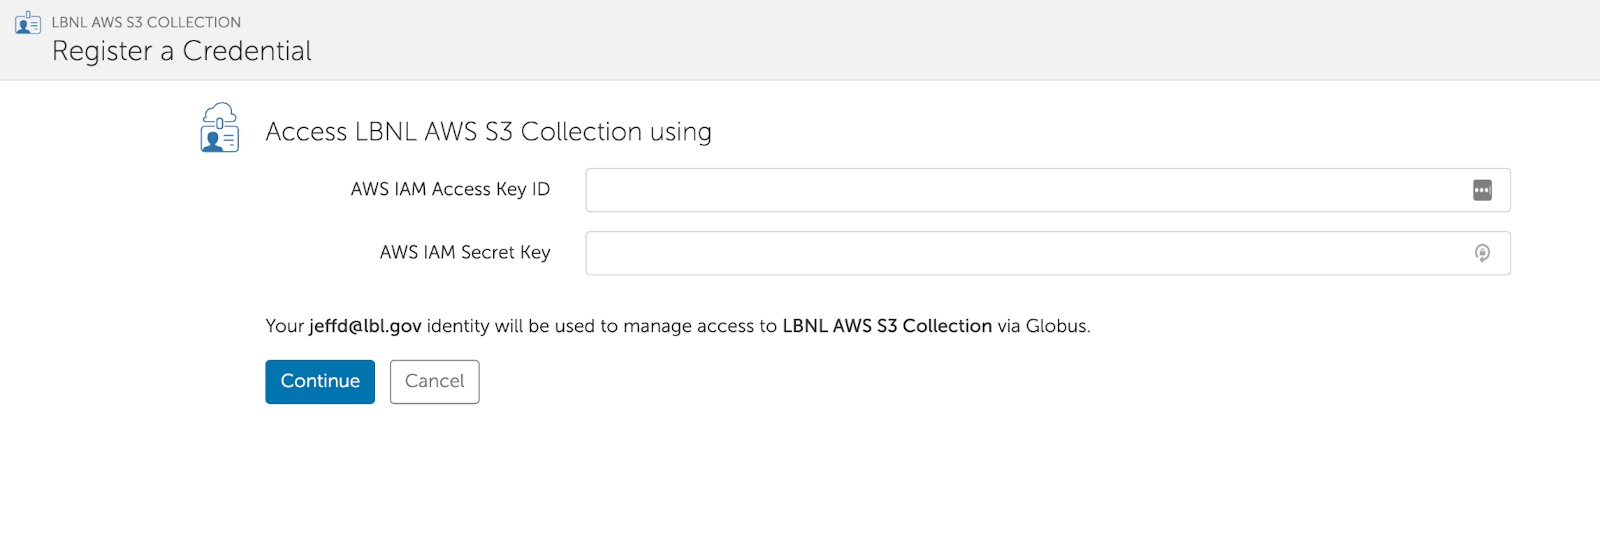 LBNL AWS S3 COLLECTION
Register a Credential
Access LBNL AWS S3 Collection using
AWS IAM Access Key ID
AWS IAM Secret Key
Your jeffd@lbl.gov identity will be used to manage access to LBNL AWS S3 Collection via Globus.
Continue Cancel